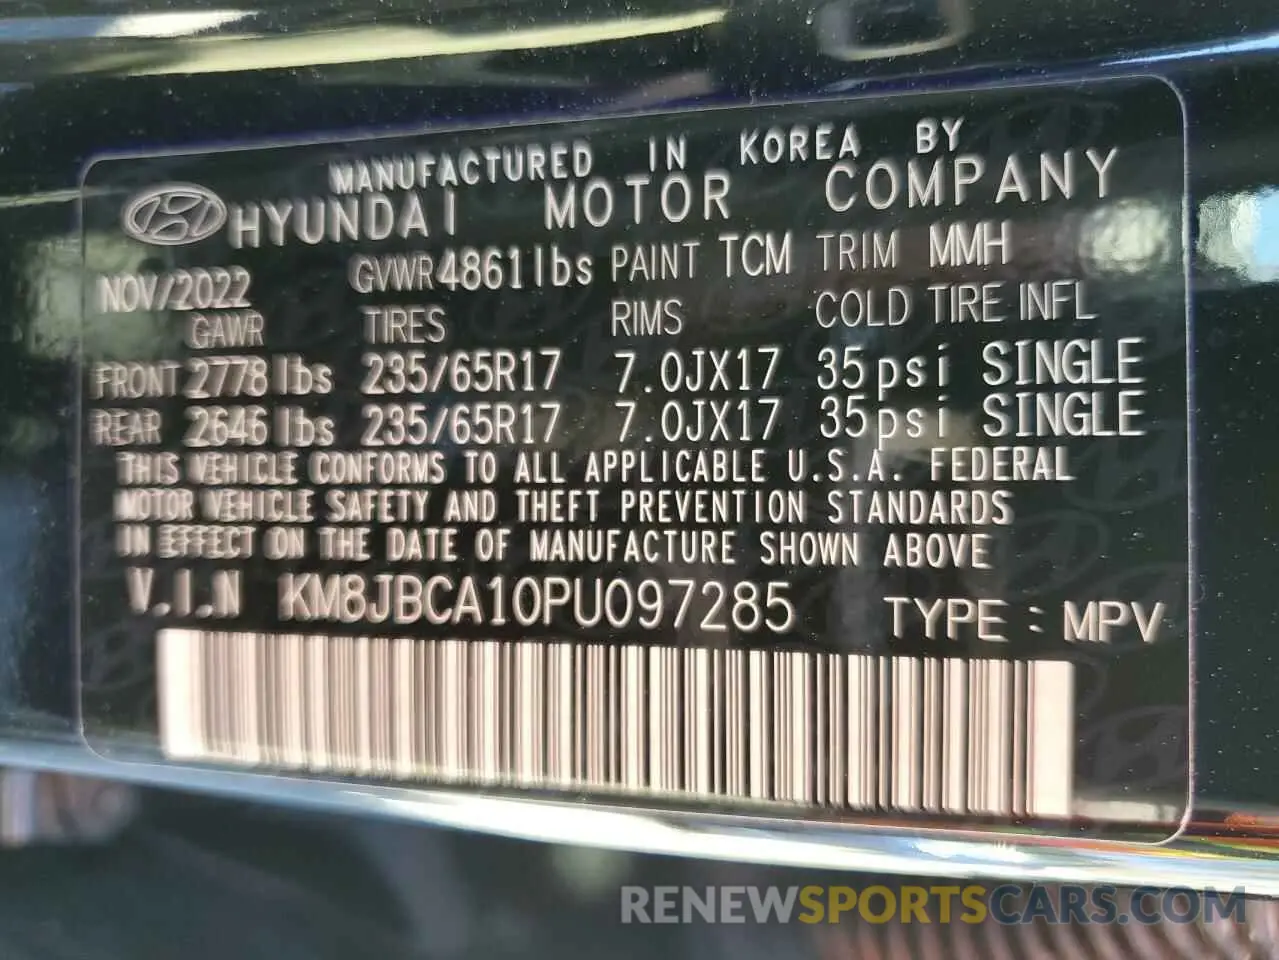 MANUFACTURED IN KOREA BY
HYUNDAI MOTOR COMPANY
NOV/2022 GVWR 4861lbs PAINT TCM TRIM MMH
GAWR TIRES RIMS COLD TIRE INFL
FRONT 2778 lbs 235/65R17 7.0JX17 35psi SINGLE
REAR 2646 lbs 235/65R17 7.0JX17 35psi SINGLE
THIS VEHICLE CONFORMS TO ALL APPLICABLE U.S.A. FEDERAL
MOTOR VEHICLE SAFETY AND THEFT PREVENTION STANDARDS
IN EFFECT ON THE DATE OF MANUFACTURE SHOWN ABOVE
V.I.N KM8JBCA10PU097285 TYPE : MPV
RENEWSPORTSCARS.COM